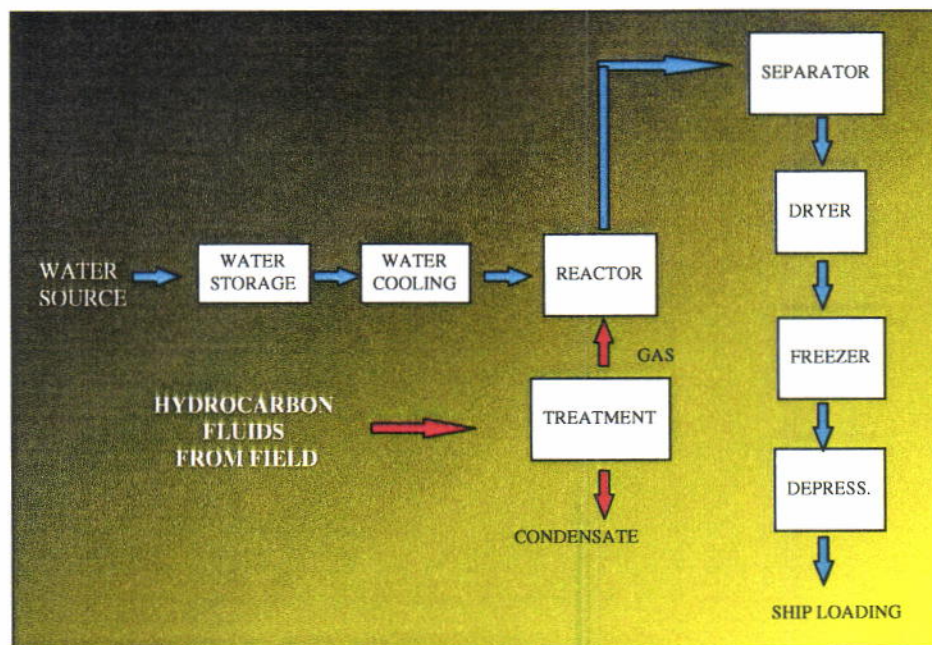 SEPARATOR
DRYER
WATER
SOURCE
WATER
STORAGE
WATER
COOLING
REACTOR
GAS
FREEZER
HYDROCARBON
FLUIDS
FROM FIELD
TREATMENT
DEPRESS.
CONDENSATE
SHIP LOADING